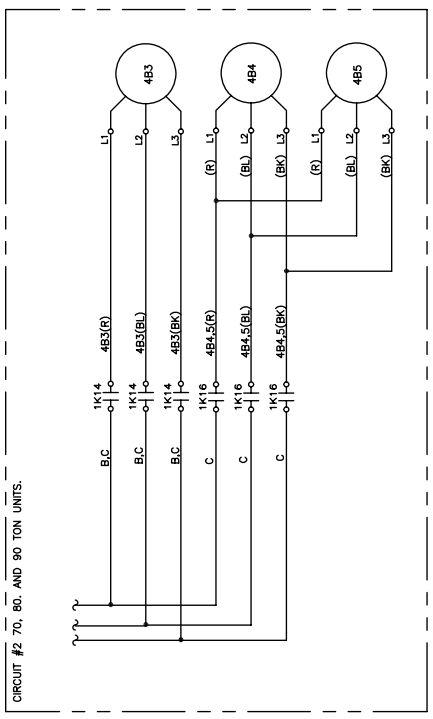 CIRCUIT #2 70, 80. AND 90 TON UNITS.
B,C 1K14 4B3(R) L1
B,C 1K14 4B3(BL) L2 4B3
B,C 1K14 4B3(BK) L3
C 1K16 4B4,5(R) (R) L1
C 1K16 4B4,5(BL) (BL) L2 4B4
C 1K16 4B4,5(BK) (BK) L3
(R) L1
(BL) L2 4B5
(BK) L3